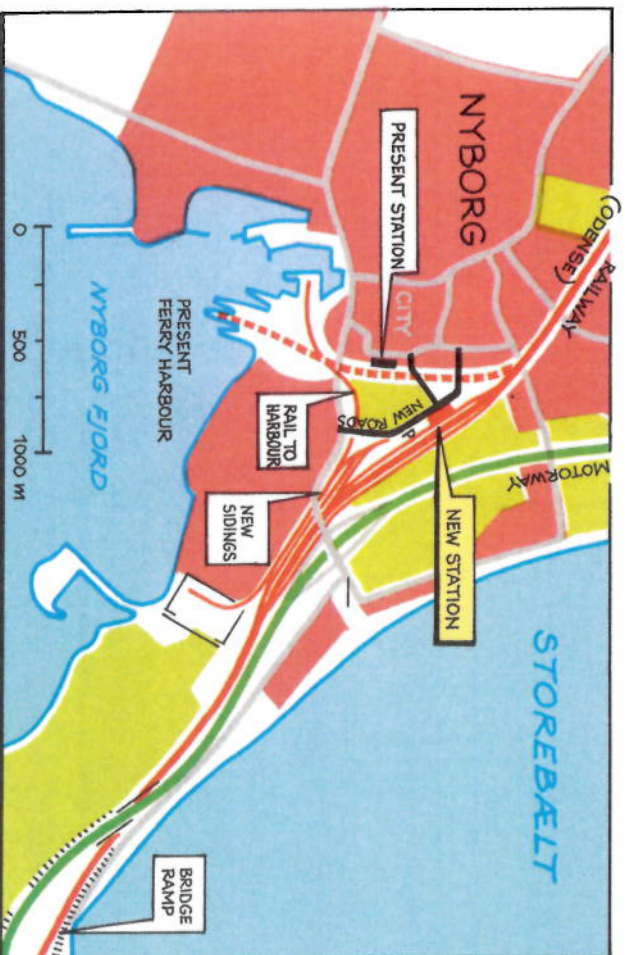 NYBORG
PRESENT STATION
CITY
(ODENSE)
RAILWAY
MOTORWAY
NEW STATION
NEW ROADS
P
RAIL TO
HARBOUR
NEW
SIDINGS
PRESENT
FERRY HARBOUR
NYBORG FJORD
STOREBÆLT
BRIDGE
RAMP
0 500 1000 m